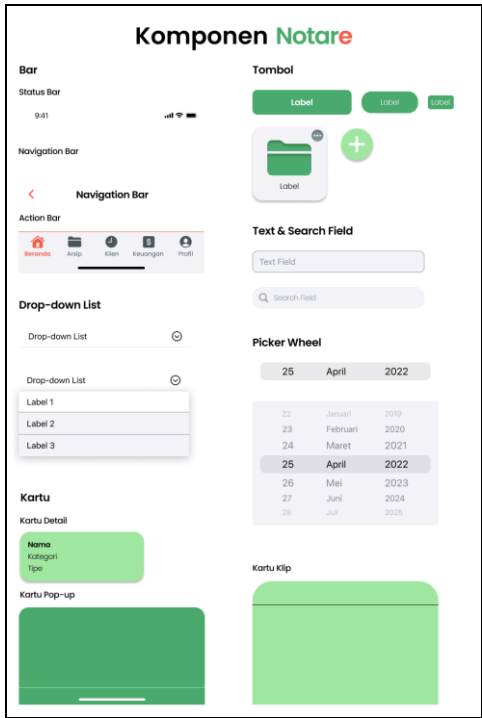 Komponen Notare
Bar
Status Bar
9:41
Navigation Bar
Navigation Bar
Action Bar
Beranda
Arsip
Klien
Keuangan
Profil
Drop-down List
Drop-down List
Drop-down List
Label 1
Label 2
Label 3
Kartu
Kartu Detail
Nama
Kategori
Tipe
Kartu Pop-up
Tombol
Label
Label
Label
Label
Text & Search Field
Text Field
Search Field
Picker Wheel
25 April 2022
22 Januari 2019
23 Februari 2020
24 Maret 2021
25 April 2022
26 Mei 2023
27 Juni 2024
28 Juli 2025
Kartu Klip